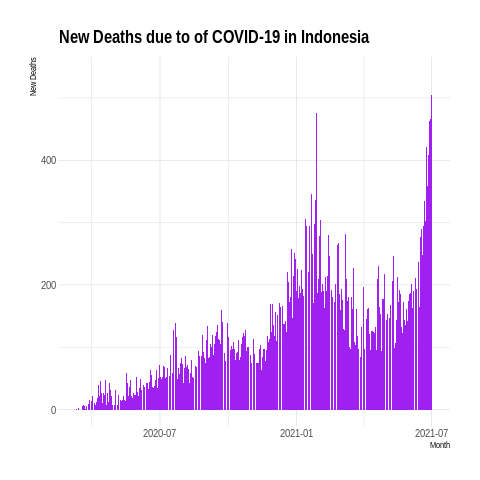 New Deaths due to of COVID-19 in Indonesia
New Deaths
400
200
0
2020-07
2021-01
2021-07
Month